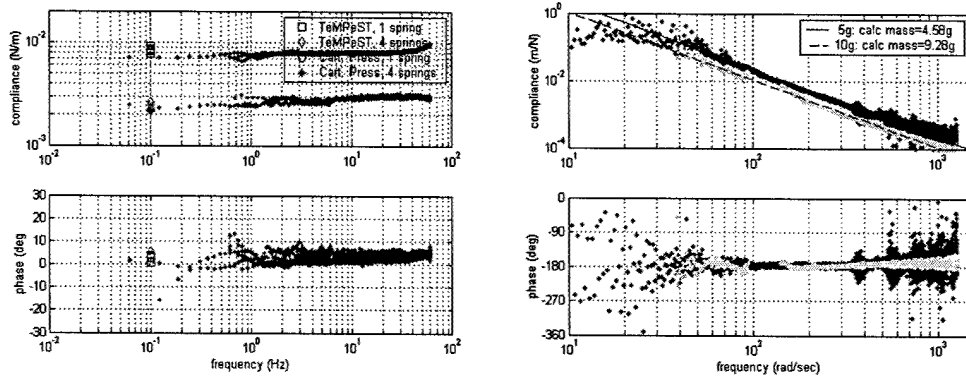 10^-2
10^-3
compliance (N/m)
□ TeMPeST, 1 spring
◇ TeMPeST, 4 spring
○ Cart. Press, 1 spring
* Cart. Press, 4 springs
10^-2 10^-1 10^0 10^1 10^2
30
20
10
0
-10
-20
-30
phase (deg
10^-2 10^-1 10^0 10^1 10^2
frequency (Hz)
10^0
10^-2
10^-4
compliance (m/N)
5g: calc mass=4.58g
10g: calc mass=9.28g
10^1 10^2 10^3
0
-90
-180
-270
-360
phase (deg)
10^1 10^2 10^3
frequency (rad/sec)